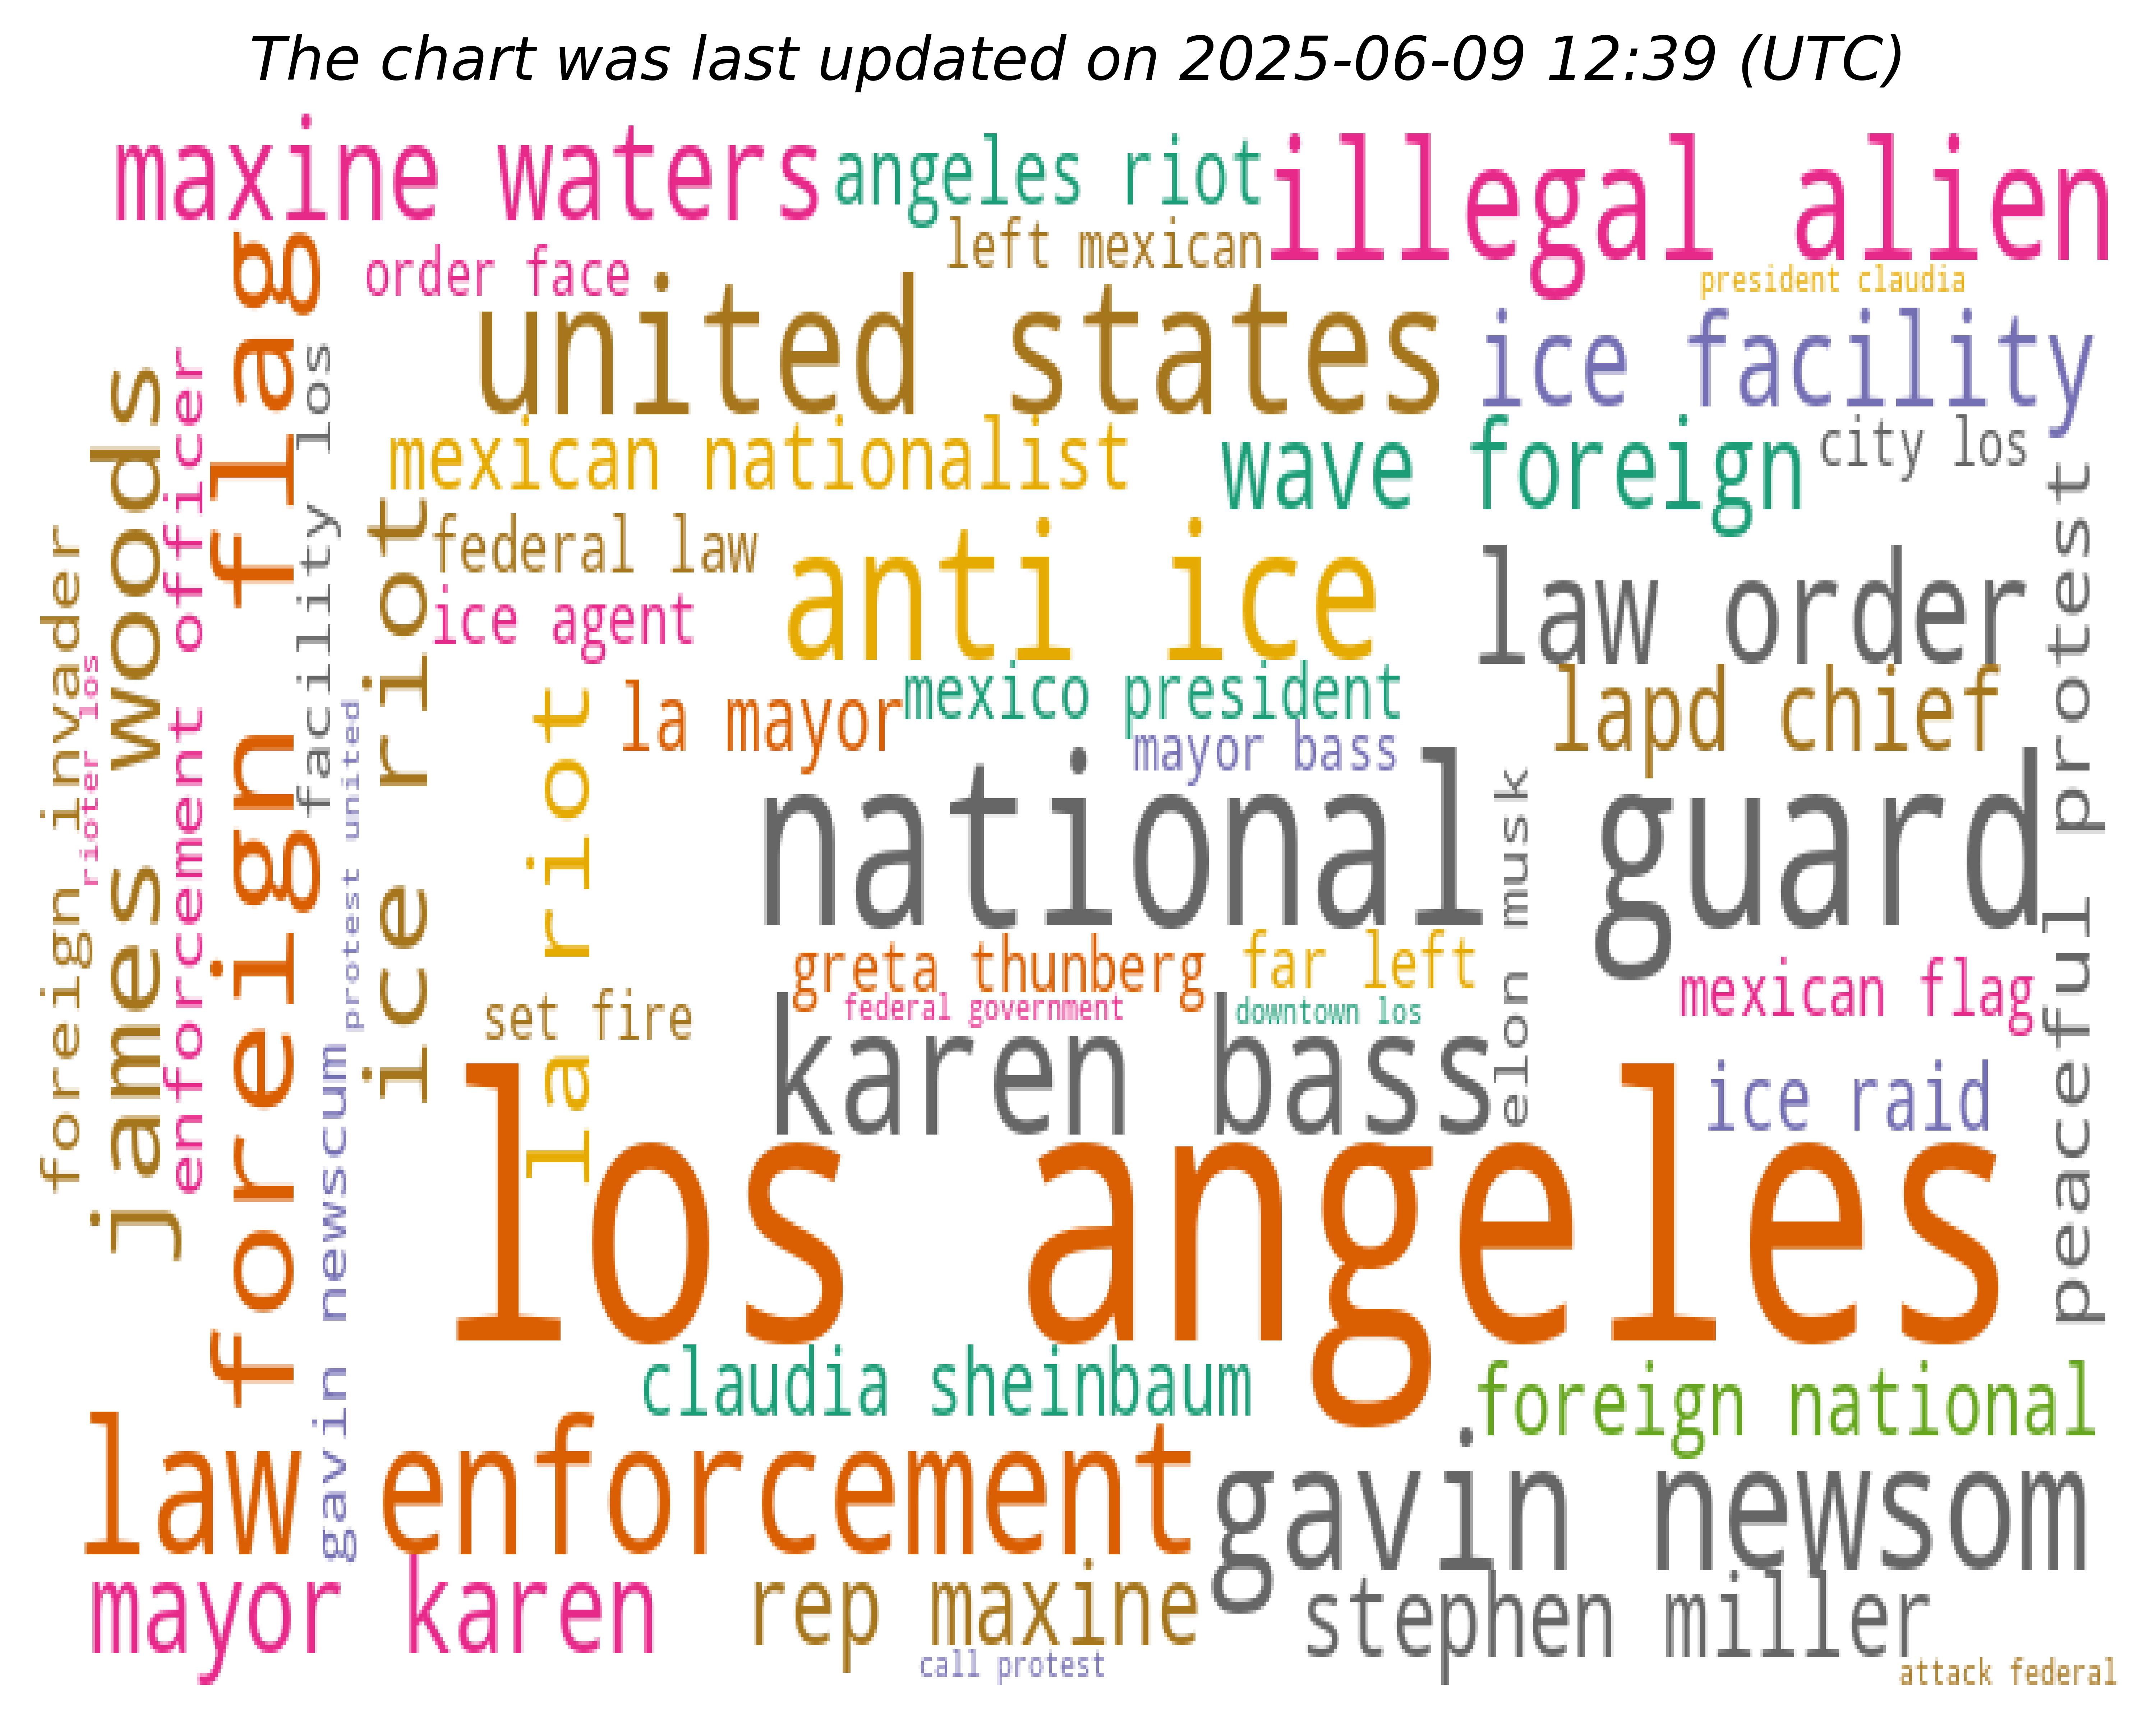 The chart was last updated on 2025-06-09 12:39 (UTC)
maxine waters
angeles riot
illegal alien
left mexican
order face
president claudia
united states
ice facility
mexican nationalist
wave foreign
city los
federal law
anti ice
law order
ice agent
mexico president
la mayor
lapd chief
mayor bass
national guard
greta thunberg
far left
mexican flag
set fire
federal government
downtown los
karen bass
ice raid
los angeles
claudia sheinbaum
foreign national
law enforcement
gavin newsom
mayor karen
rep maxine
stephen miller
call protest
attack federal
foreign invader
rioter los
james woods
enforcement officer
foreign flag
facility los
gavin newscum
protest united
ice riot
la riot
elon musk
peaceful protest